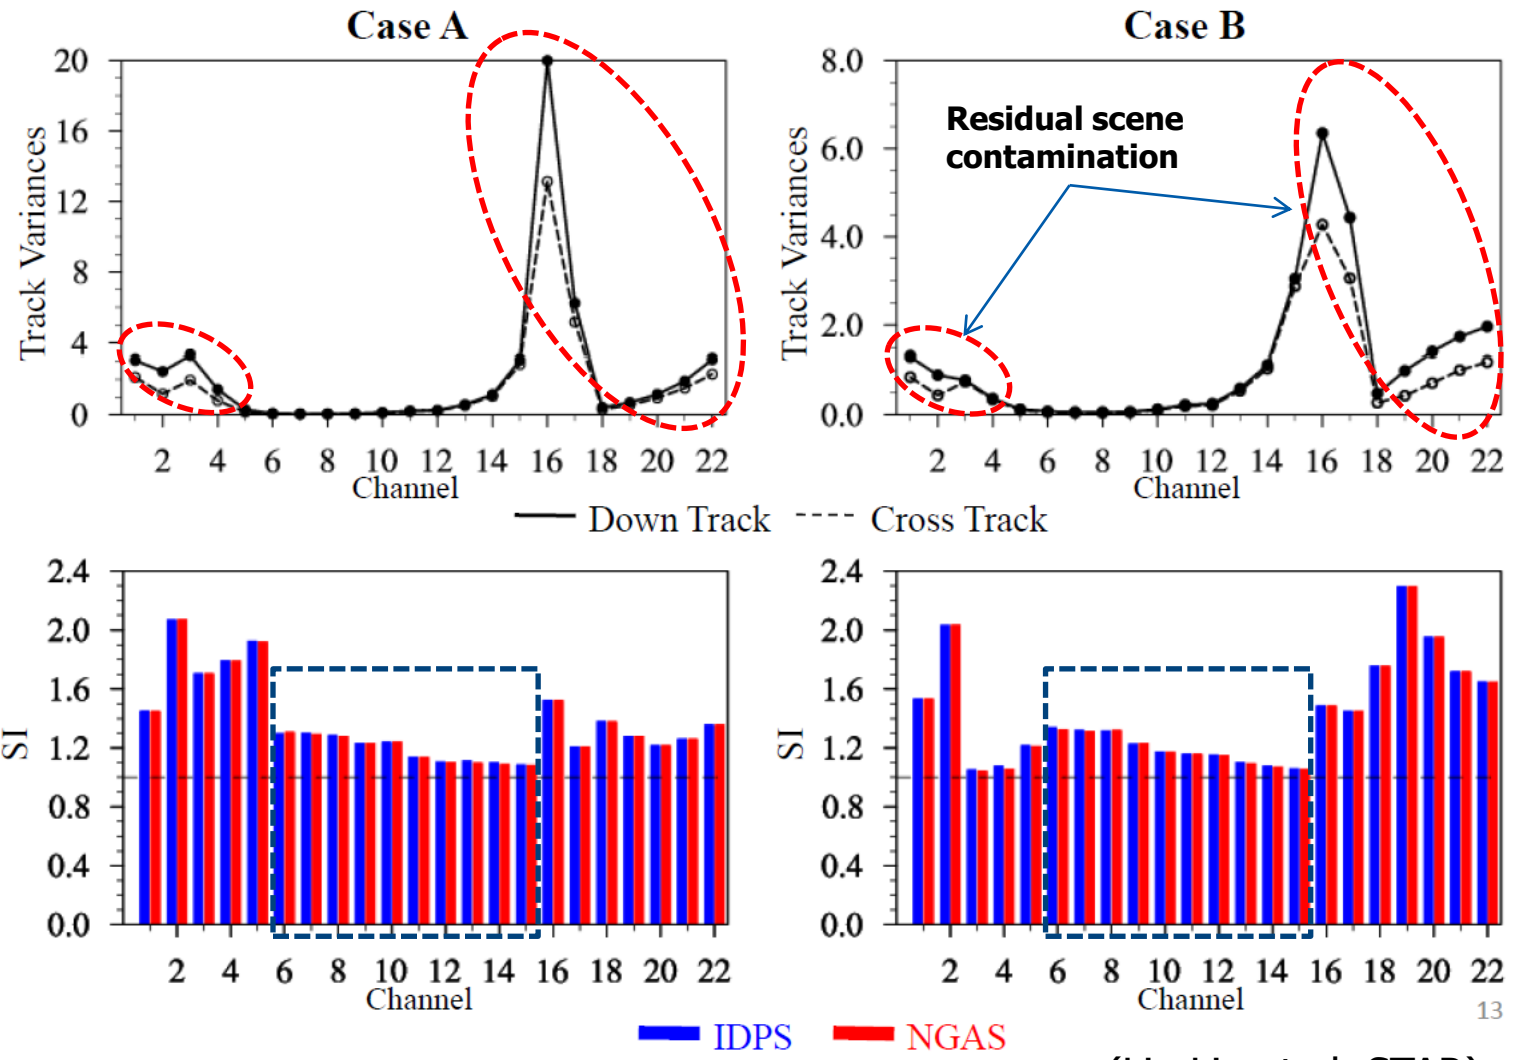 Case A
Case B
20
16
12
8
4
0
Track Variances
2 4 6 8 10 12 14 16 18 20 22
Channel
8.0
6.0
4.0
2.0
0.0
Track Variances
Residual scene
contamination
2 4 6 8 10 12 14 16 18 20 22
Channel
Down Track Cross Track
2.4
2.0
1.6
1.2
0.8
0.4
0.0
SI
2 4 6 8 10 12 14 16 18 20 22
Channel
2.4
2.0
1.6
1.2
0.8
0.4
0.0
SI
2 4 6 8 10 12 14 16 18 20 22
Channel
13
IDPS NGAS